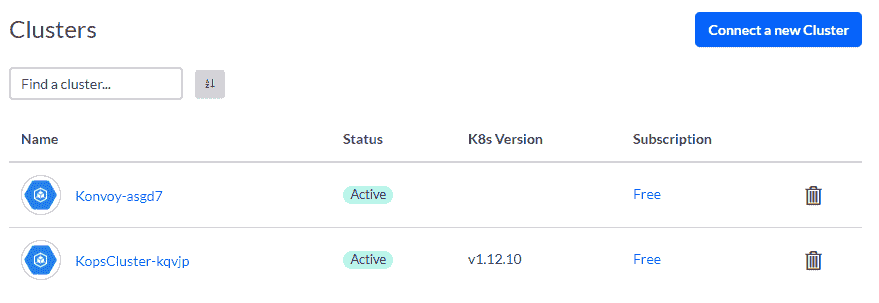 Clusters
Connect a new Cluster
Find a cluster...
Name Status K8s Version Subscription
Konvoy-asgd7 Active Free
KopsCluster-kqvjp Active v1.12.10 Free